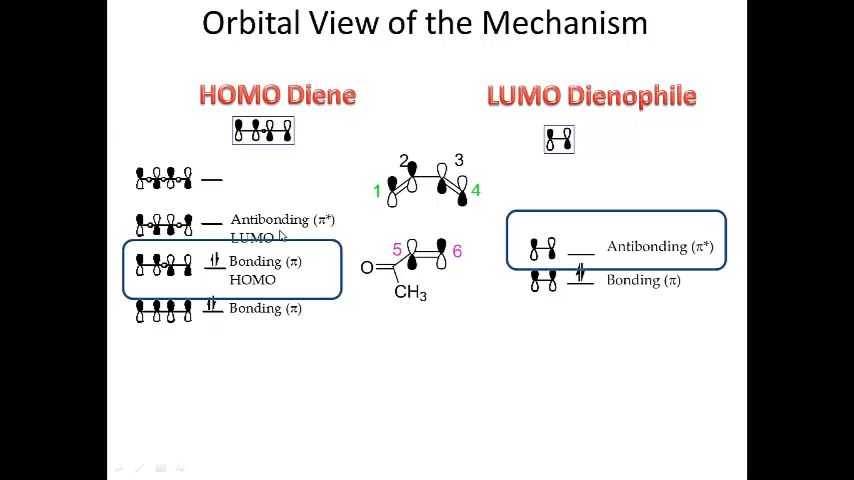 Orbital View of the Mechanism
HOMO Diene
LUMO Dienophile
2
3
1
4
Antibonding (π*)
LUMO
Bonding (π)
HOMO
Bonding (π)
5
6
O
CH3
Antibonding (π*)
Bonding (π)